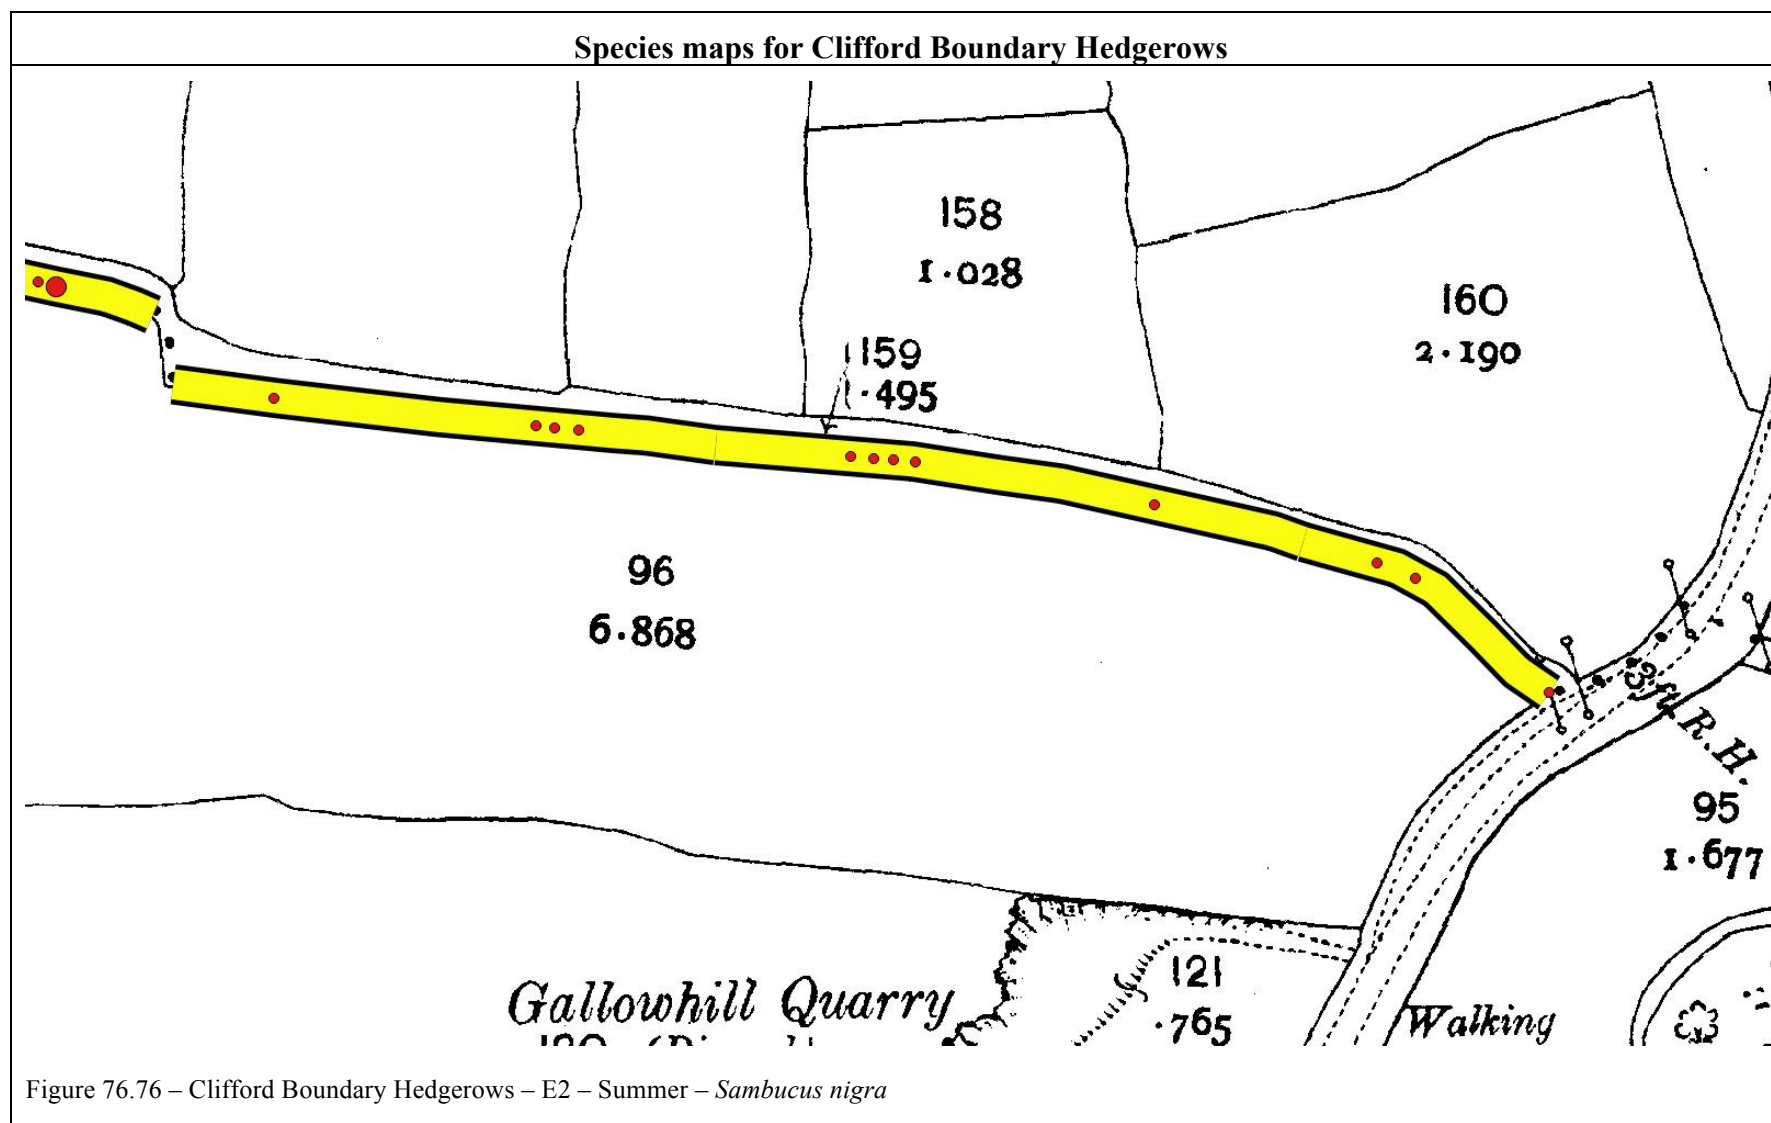 Species maps for Clifford Boundary Hedgerows
158
1.028
160
2.190
159
.495
96
6.868
3ft R.H.
95
1.677
Gallowhill Quarry
121
.765
Walking
Figure 76.76 – Clifford Boundary Hedgerows – E2 – Summer – Sambucus nigra